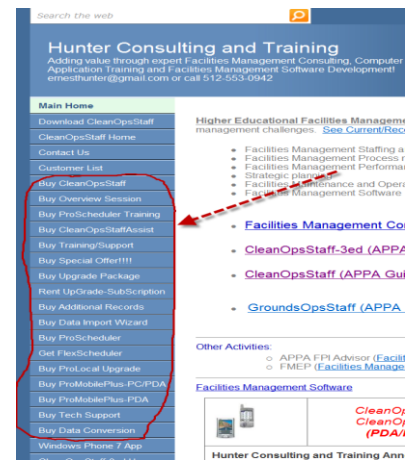 Search the web
Hunter Consulting and Training
Adding value through expert Facilities Management Consulting, Computer
Application Training and Facilities Management Software Development!
ernesthunter@gmail.com or call 512-553-0942
Main Home
Download CleanOpsStaff
CleanOpsStaff Home
Contact Us
Customer List
Buy CleanOpsStaff
Buy Overview Session
Buy ProScheduler Training
Buy CleanOpsStaffAssist
Buy Training/Support
Buy Special Offer!!!!
Buy Upgrade Package
Rent UpGrade-SubScription
Buy Additional Records
Buy Data Import Wizard
Buy ProScheduler
Get FlexScheduler
Buy ProLocal Upgrade
Buy ProMobilePlus-PC/PDA
Buy ProMobilePlus-PDA
Buy Tech Support
Buy Data Conversion
Windows Phone 7 App
Higher Educational Facilities Manageme
management challenges. See Current/Rec
Facilities Management Staffing a
Facilities Management Process r
Facilities Management Performa
Strategic planning
Facilities Maintenance and Opera
Facilities Management Software
Facilities Management Co
CleanOpsStaff-3ed (APPA
CleanOpsStaff (APPA Gui
GroundsOpsStaff (APPA
Other Activities:
APPA FPI Advisor (Facilit
FMEP (Facilities Manage
Facilities Management Software
CleanOp
CleanOp
(PDA/
Hunter Consulting and Training Ann